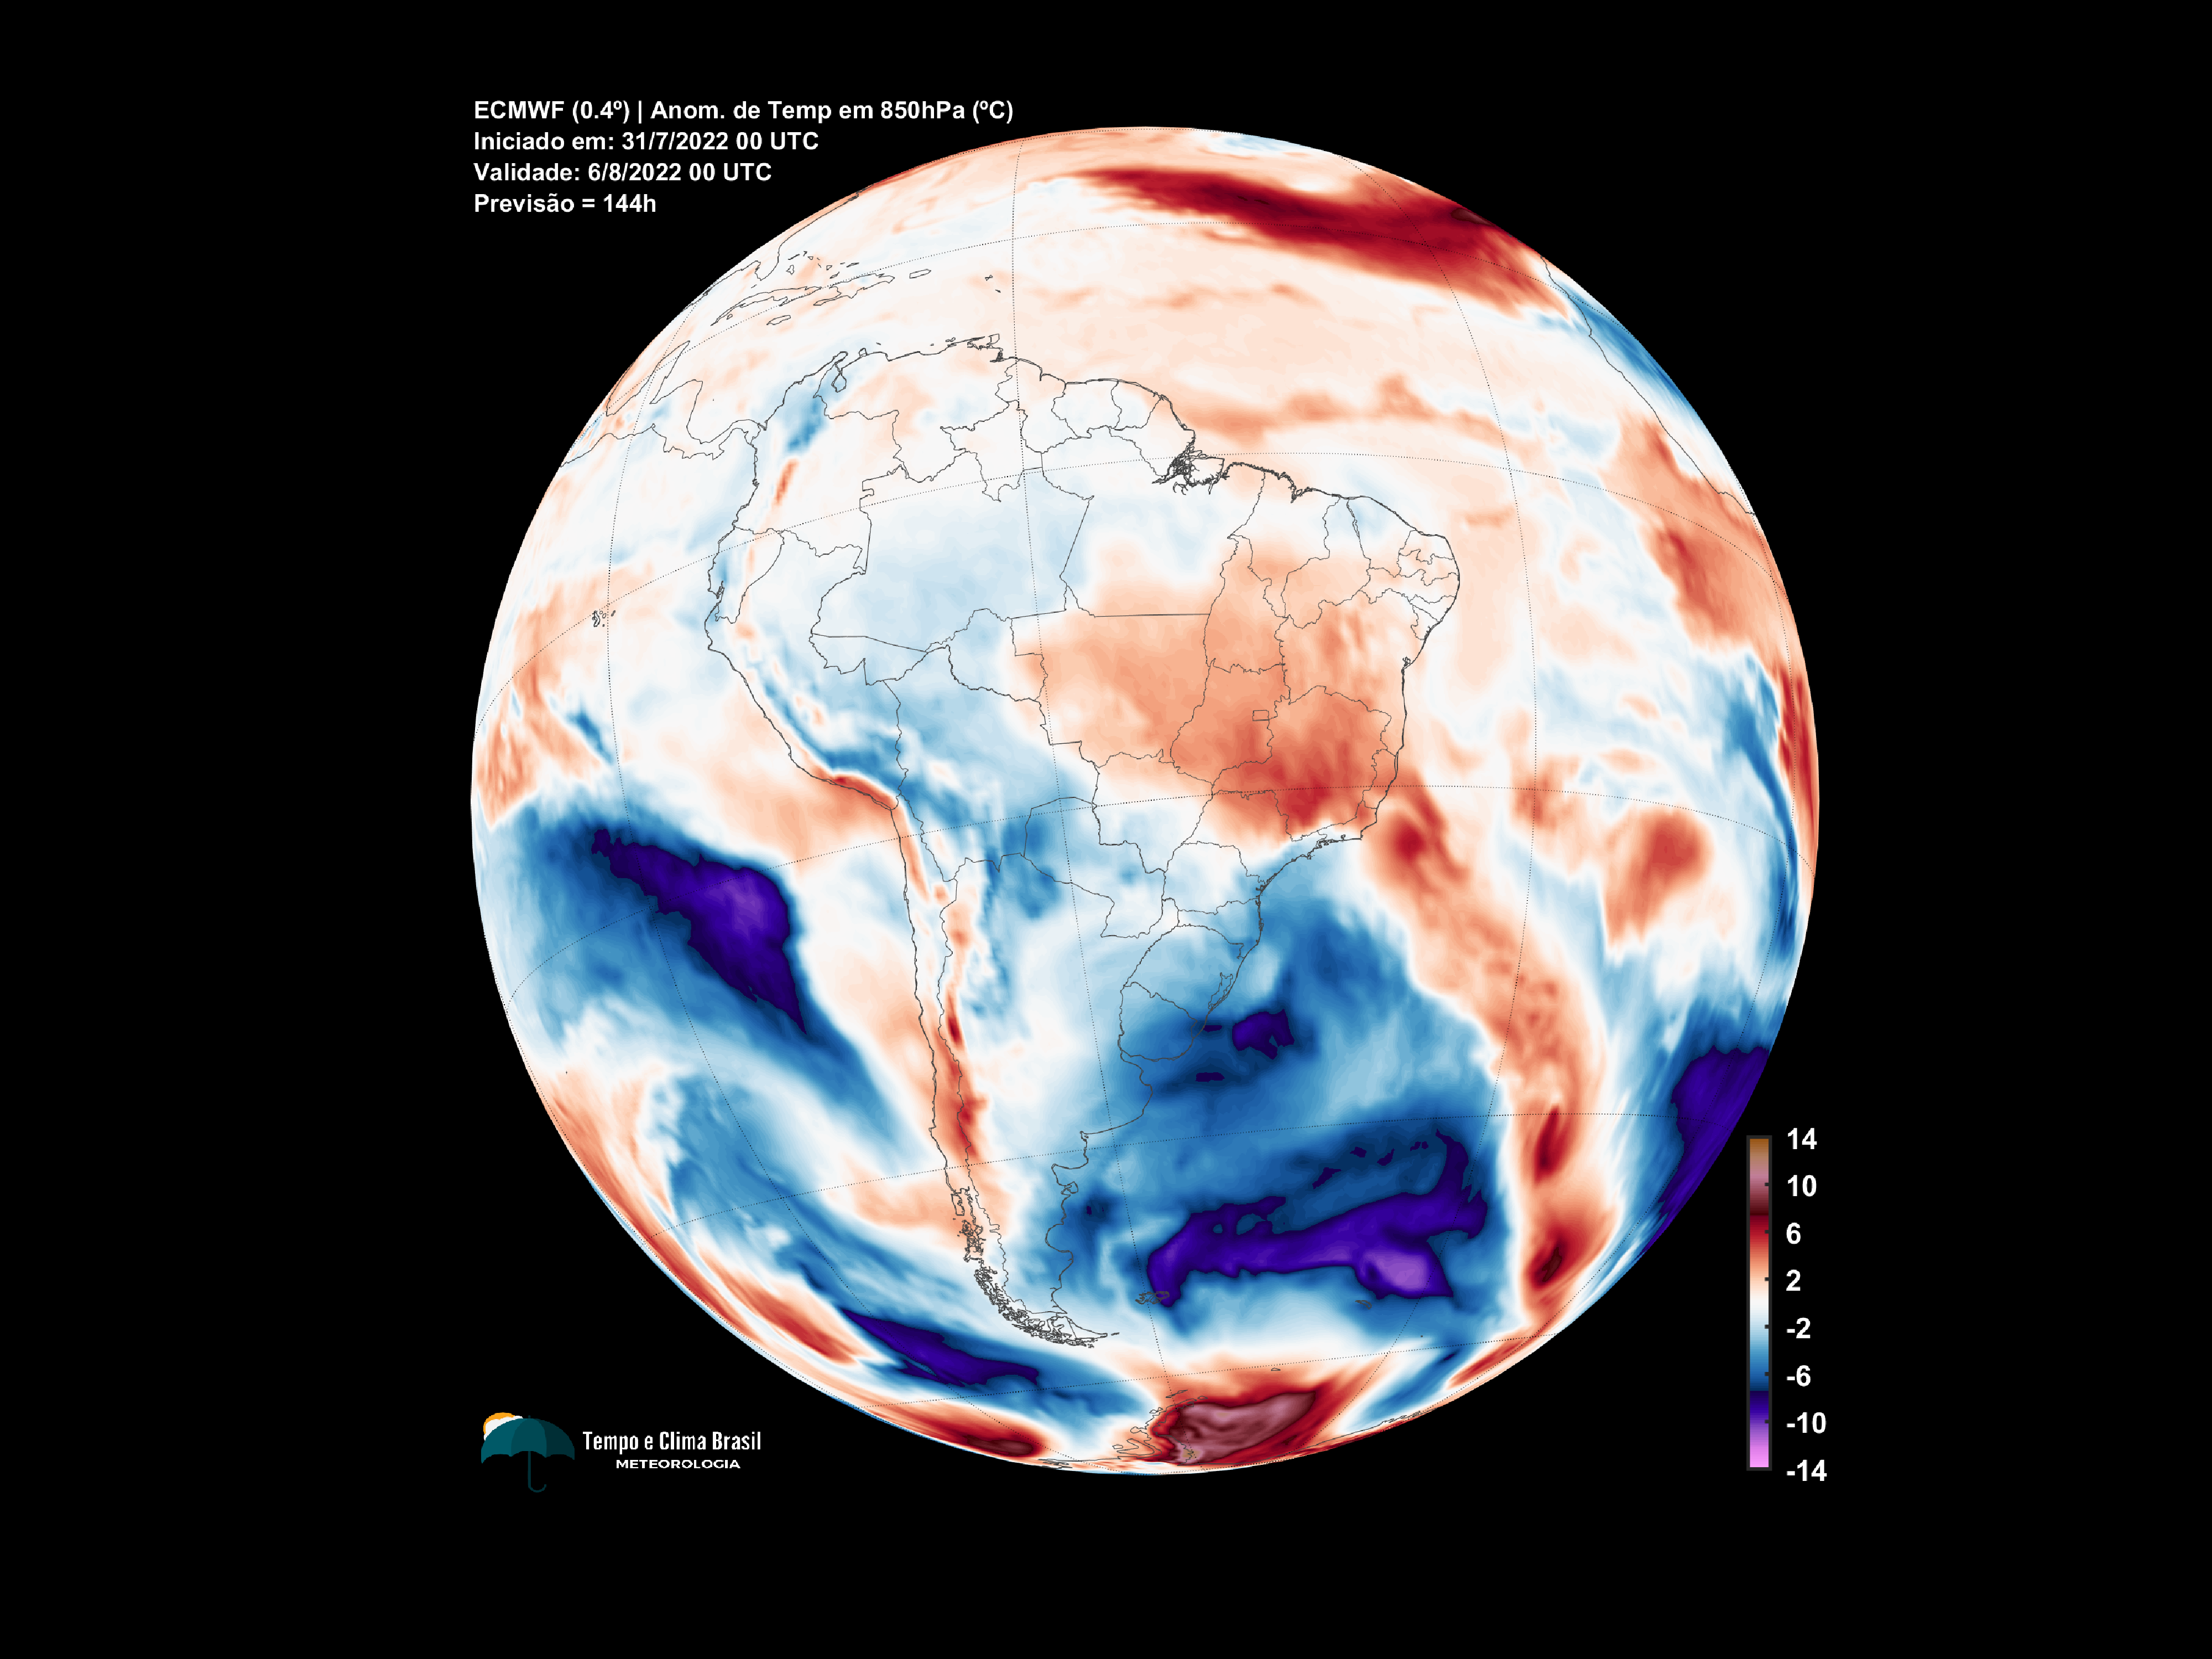 ECMWF (0.4º) | Anom. de Temp em 850hPa (ºC)
Iniciado em: 31/7/2022 00 UTC
Validade: 6/8/2022 00 UTC
Previsão = 144h
14
10
6
2
-2
-6
-10
-14
Tempo e Clima Brasil
METEOROLOGIA